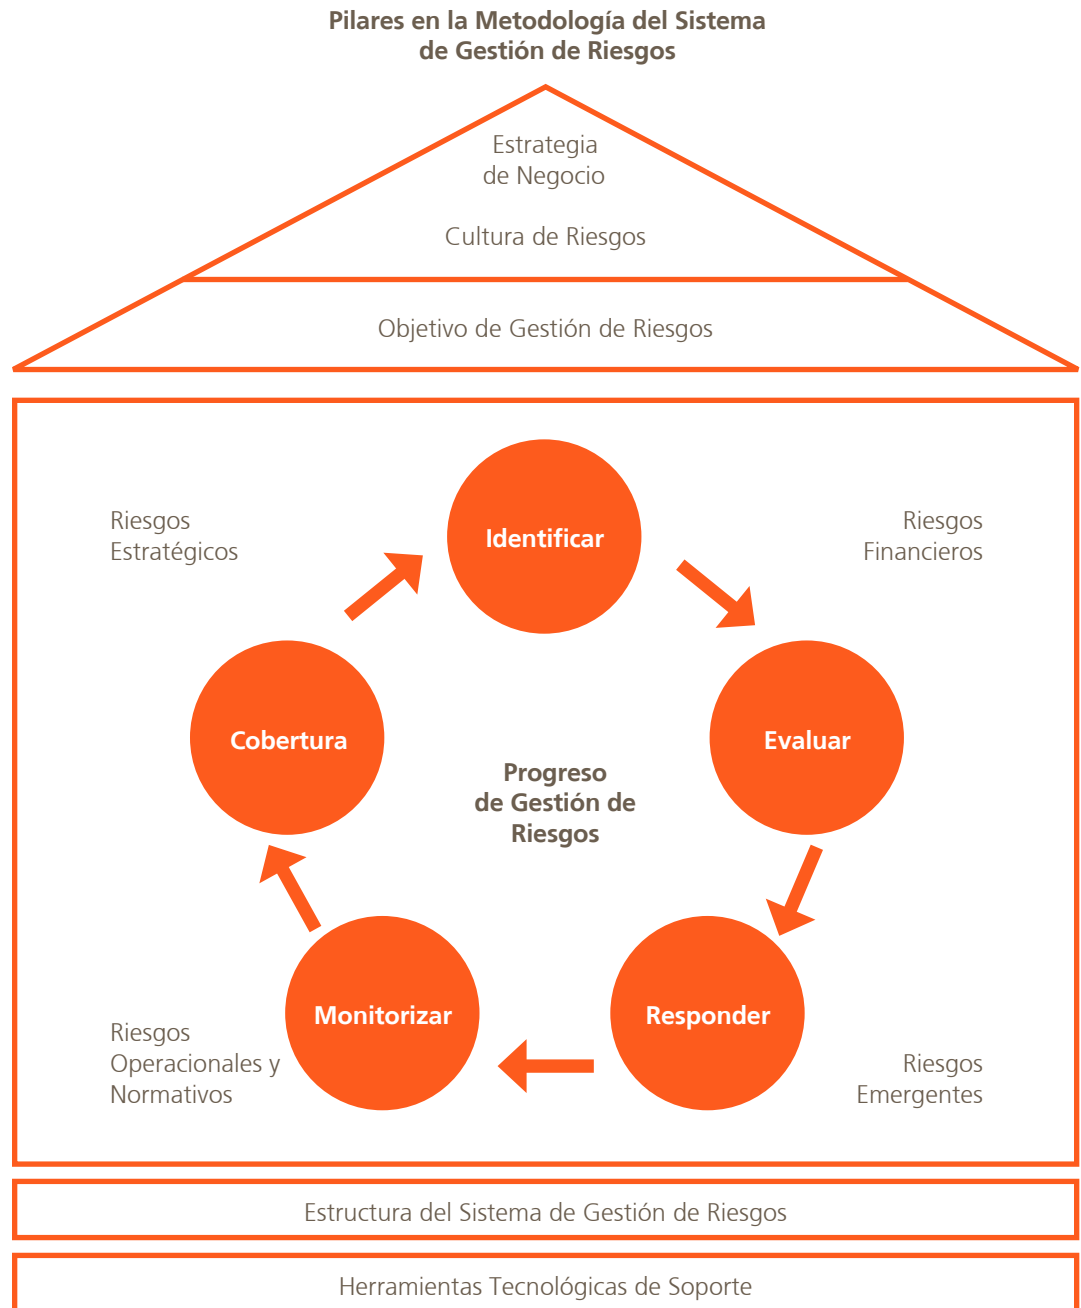 Pilares en la Metodología del Sistema
de Gestión de Riesgos
Estrategia
de Negocio
Cultura de Riesgos
Objetivo de Gestión de Riesgos
Identificar
Riesgos
Estratégicos
Riesgos
Financieros
Cobertura
Evaluar
Progreso
de Gestión de
Riesgos
Monitorizar
Responder
Riesgos
Operacionales y
Normativos
Riesgos
Emergentes
Estructura del Sistema de Gestión de Riesgos
Herramientas Tecnológicas de Soporte